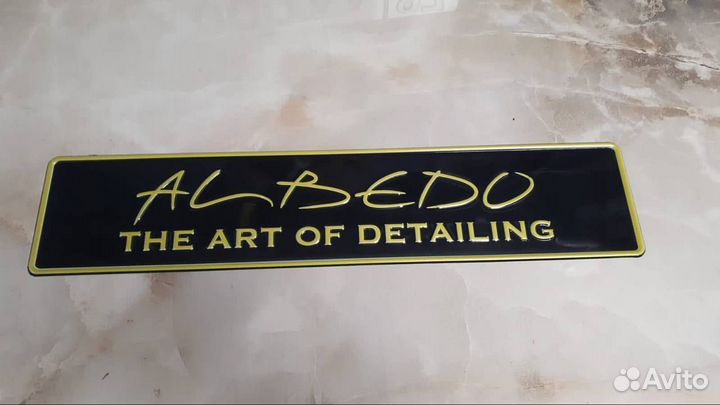 ALBEDO
THE ART OF DETAILING
Avito